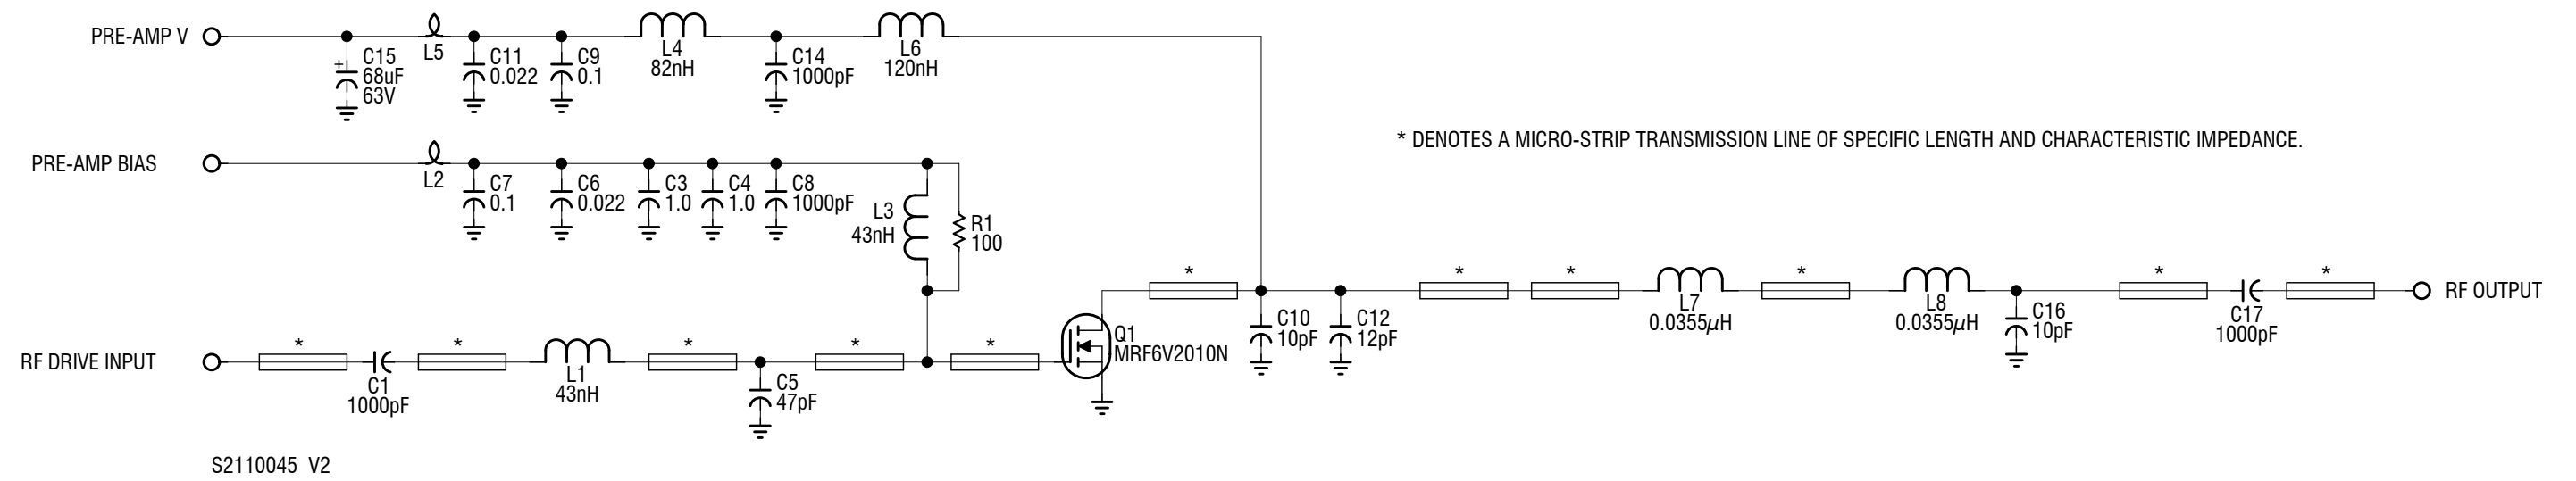 PRE-AMP V
+
C15
68uF
63V
L5
C11
0.022
C9
0.1
L4
82nH
C14
1000pF
L6
120nH
* DENOTES A MICRO-STRIP TRANSMISSION LINE OF SPECIFIC LENGTH AND CHARACTERISTIC IMPEDANCE.
PRE-AMP BIAS
L2
C7
0.1
C6
0.022
C3
1.0
C4
1.0
C8
1000pF
L3
43nH
R1
100
RF DRIVE INPUT
*
C1
1000pF
*
L1
43nH
*
C5
47pF
*
*
Q1
MRF6V2010N
*
C10
10pF
C12
12pF
*
*
L7
0.0355µH
*
L8
0.0355µH
C16
10pF
*
C17
1000pF
*
RF OUTPUT
S2110045 V2